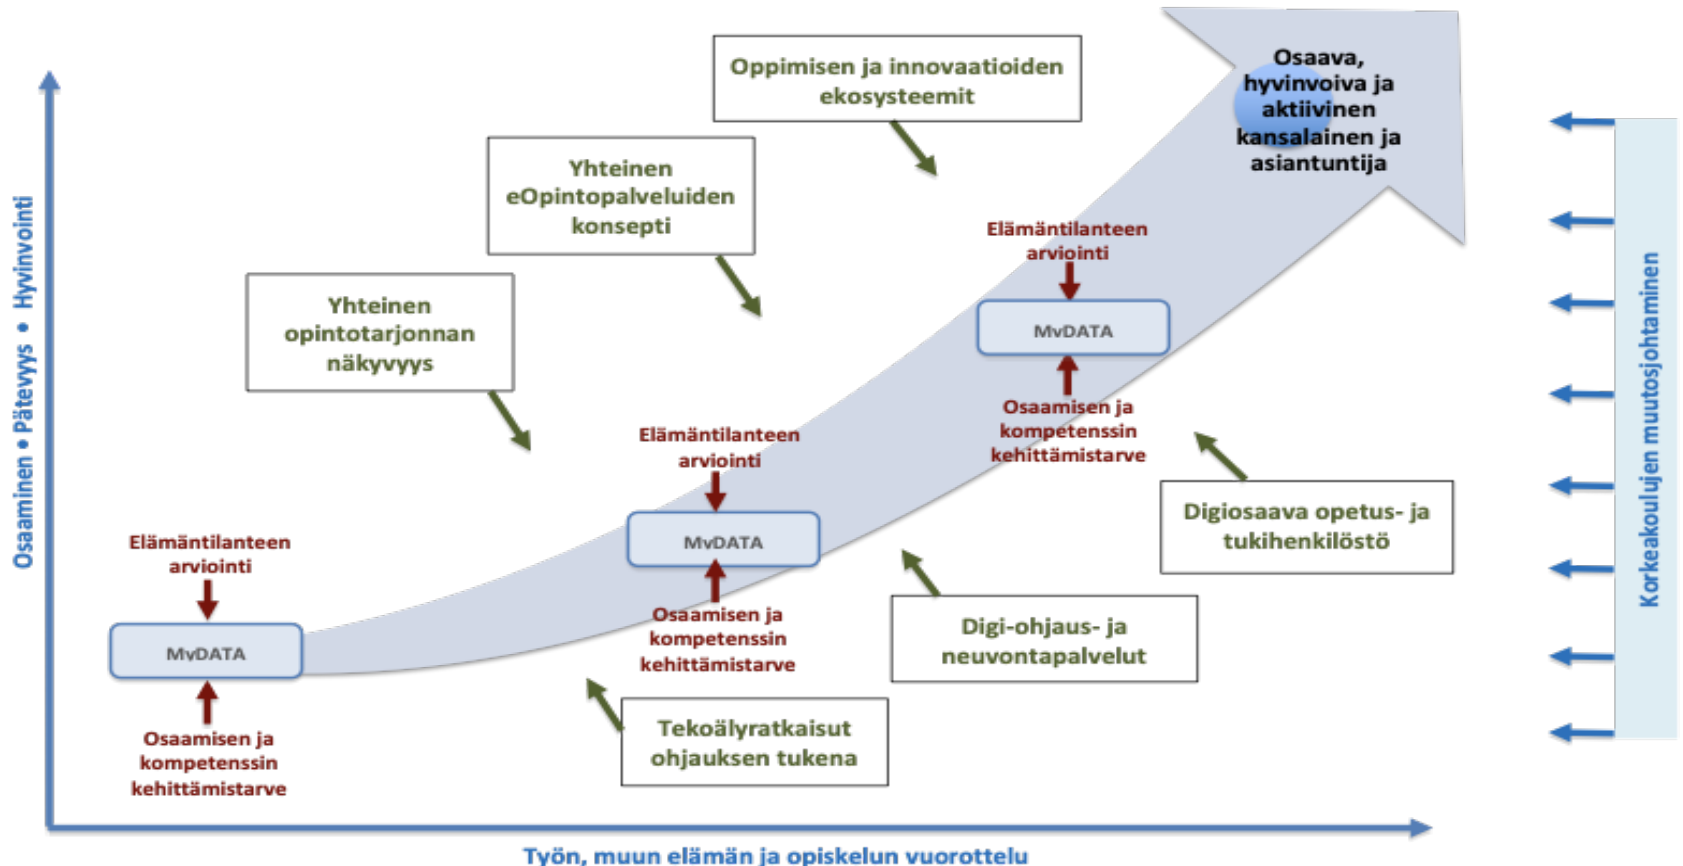 Oppimisen ja innovaatioiden
ekosysteemit
Osaava,
hyvinvoiva ja
aktiivinen
kansalainen ja
asiantuntija
Yhteinen
eOpintopalveluiden
konsepti
Yhteinen
opintotarjonnan
näkyvyys
Elämäntilanteen
arviointi
MyDATA
Osaamisen ja
kompetenssin
kehittämistarve
Elämäntilanteen
arviointi
MyDATA
Osaamisen ja
kompetenssin
kehittämistarve
Elämäntilanteen
arviointi
MyDATA
Osaamisen ja
kompetenssin
kehittämistarve
Digiosaava opetus- ja
tukihenkilöstö
Digi-ohjaus- ja
neuvontapalvelut
Tekoälyratkaisut
ohjauksen tukena
Osaaminen • Pätevyys • Hyvinvointi
Korkeakoulujen muutosjohtaminen
Työn, muun elämän ja opiskelun vuorottelu